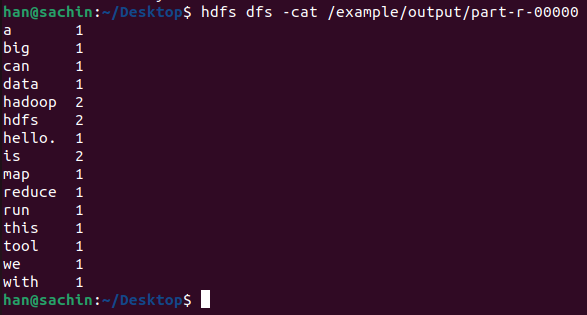 han@sachin:~/Desktop$ hdfs dfs -cat /example/output/part-r-00000
a 1
big 1
can 1
data 1
hadoop 2
hdfs 2
hello. 1
is 2
map 1
reduce 1
run 1
this 1
tool 1
we 1
with 1
han@sachin:~/Desktop$